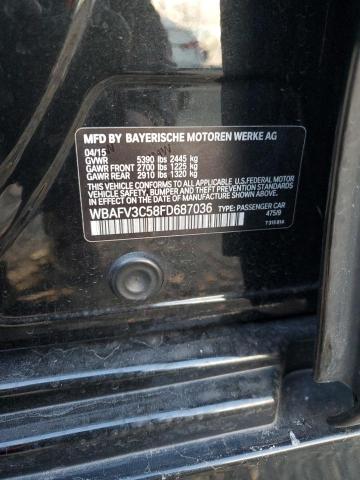 MFD BY BAYERISCHE MOTOREN WERKE AG
04/15
GVWR 5390 lbs 2445 kg
GAWR FRONT 2700 lbs 1225 kg
GAWR REAR 2910 lbs 1320 kg
THIS VEHICLE CONFORMS TO ALL APPLICABLE U.S. FEDERAL MOTOR
VEHICLE SAFETY, BUMPER AND THEFT PREVENTION STANDARDS
IN EFFECT ON THE DATE OF MANUFACTURE SHOWN ABOVE.
WBAFV3C58FD687036 TYPE: PASSENGER CAR
475/9